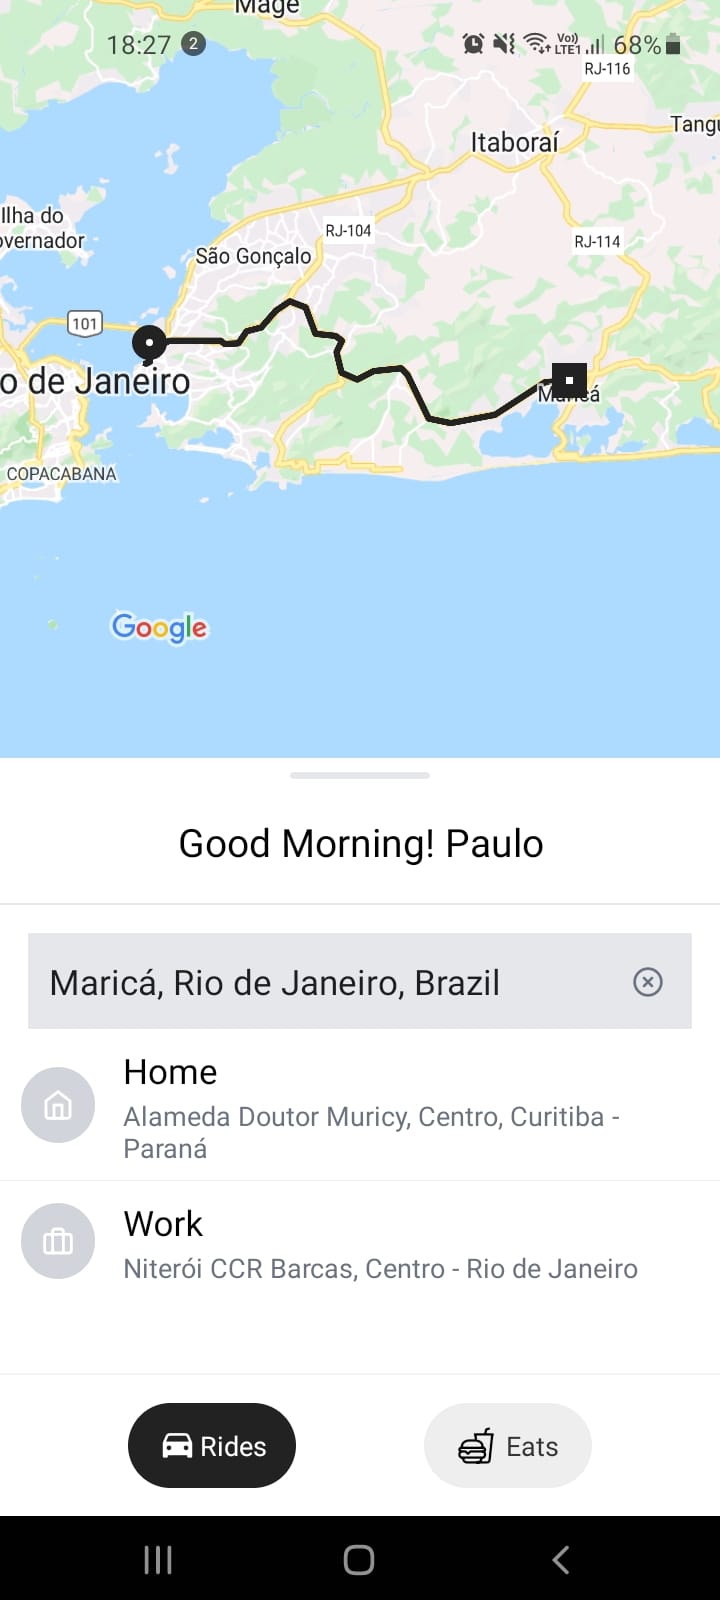 Magé
18:27 2 Vo)) LTE1 68%
RJ-116
Tangu
Itaboraí
Ilha do
overnador
RJ-104
RJ-114
São Gonçalo
101
o de Janeiro
Maricá
COPACABANA
Google
Good Morning! Paulo
Maricá, Rio de Janeiro, Brazil
Home
Alameda Doutor Muricy, Centro, Curitiba -
Paraná
Work
Niterói CCR Barcas, Centro - Rio de Janeiro
Rides
Eats